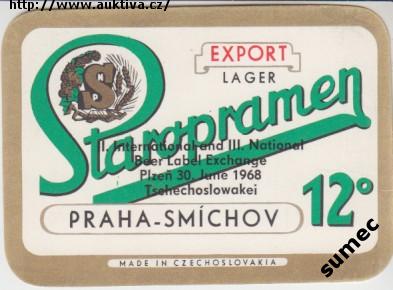 http://www.auktiva.cz/
EXPORT
LAGER
S
Staropramen
I. International and III. National
Beer Label Exchange
Plzeň 30. June 1968
Tschechoslowakei
12°
PRAHA-SMÍCHOV
MADE IN CZECHOSLOVAKIA
sumec